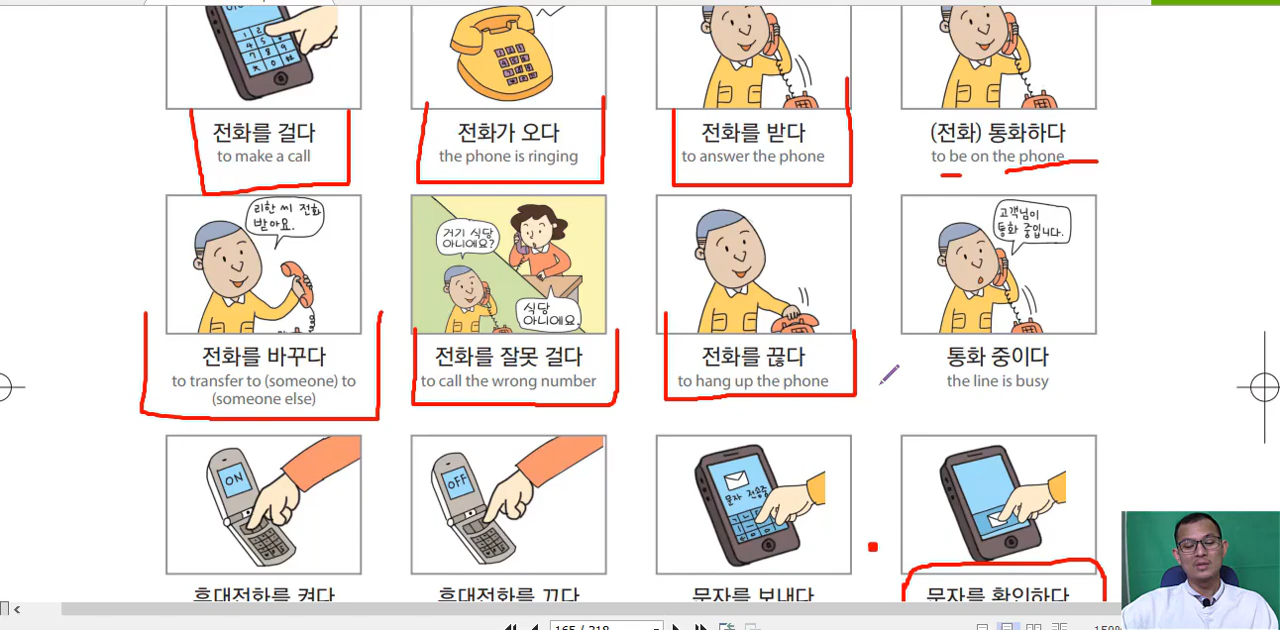 전화를 걸다
전화가 오다
전화를 받다
(전화) 통화하다
to make a call
the phone is ringing
to answer the phone
to be on the phone
리한 씨 전화
받아요.
거기 식당
아니에요?
식당
아니에요
고객님이
통화 중입니다.
전화를 바꾸다
전화를 잘못 걸다
전화를 끊다
통화 중이다
to transfer to (someone) to
(someone else)
to call the wrong number
to hang up the phone
the line is busy
ON
OFF
문자 전송중
휴대전화를 켜다
휴대전화를 끄다
문자를 보내다
문자를 확인하다
165 / 218
150%